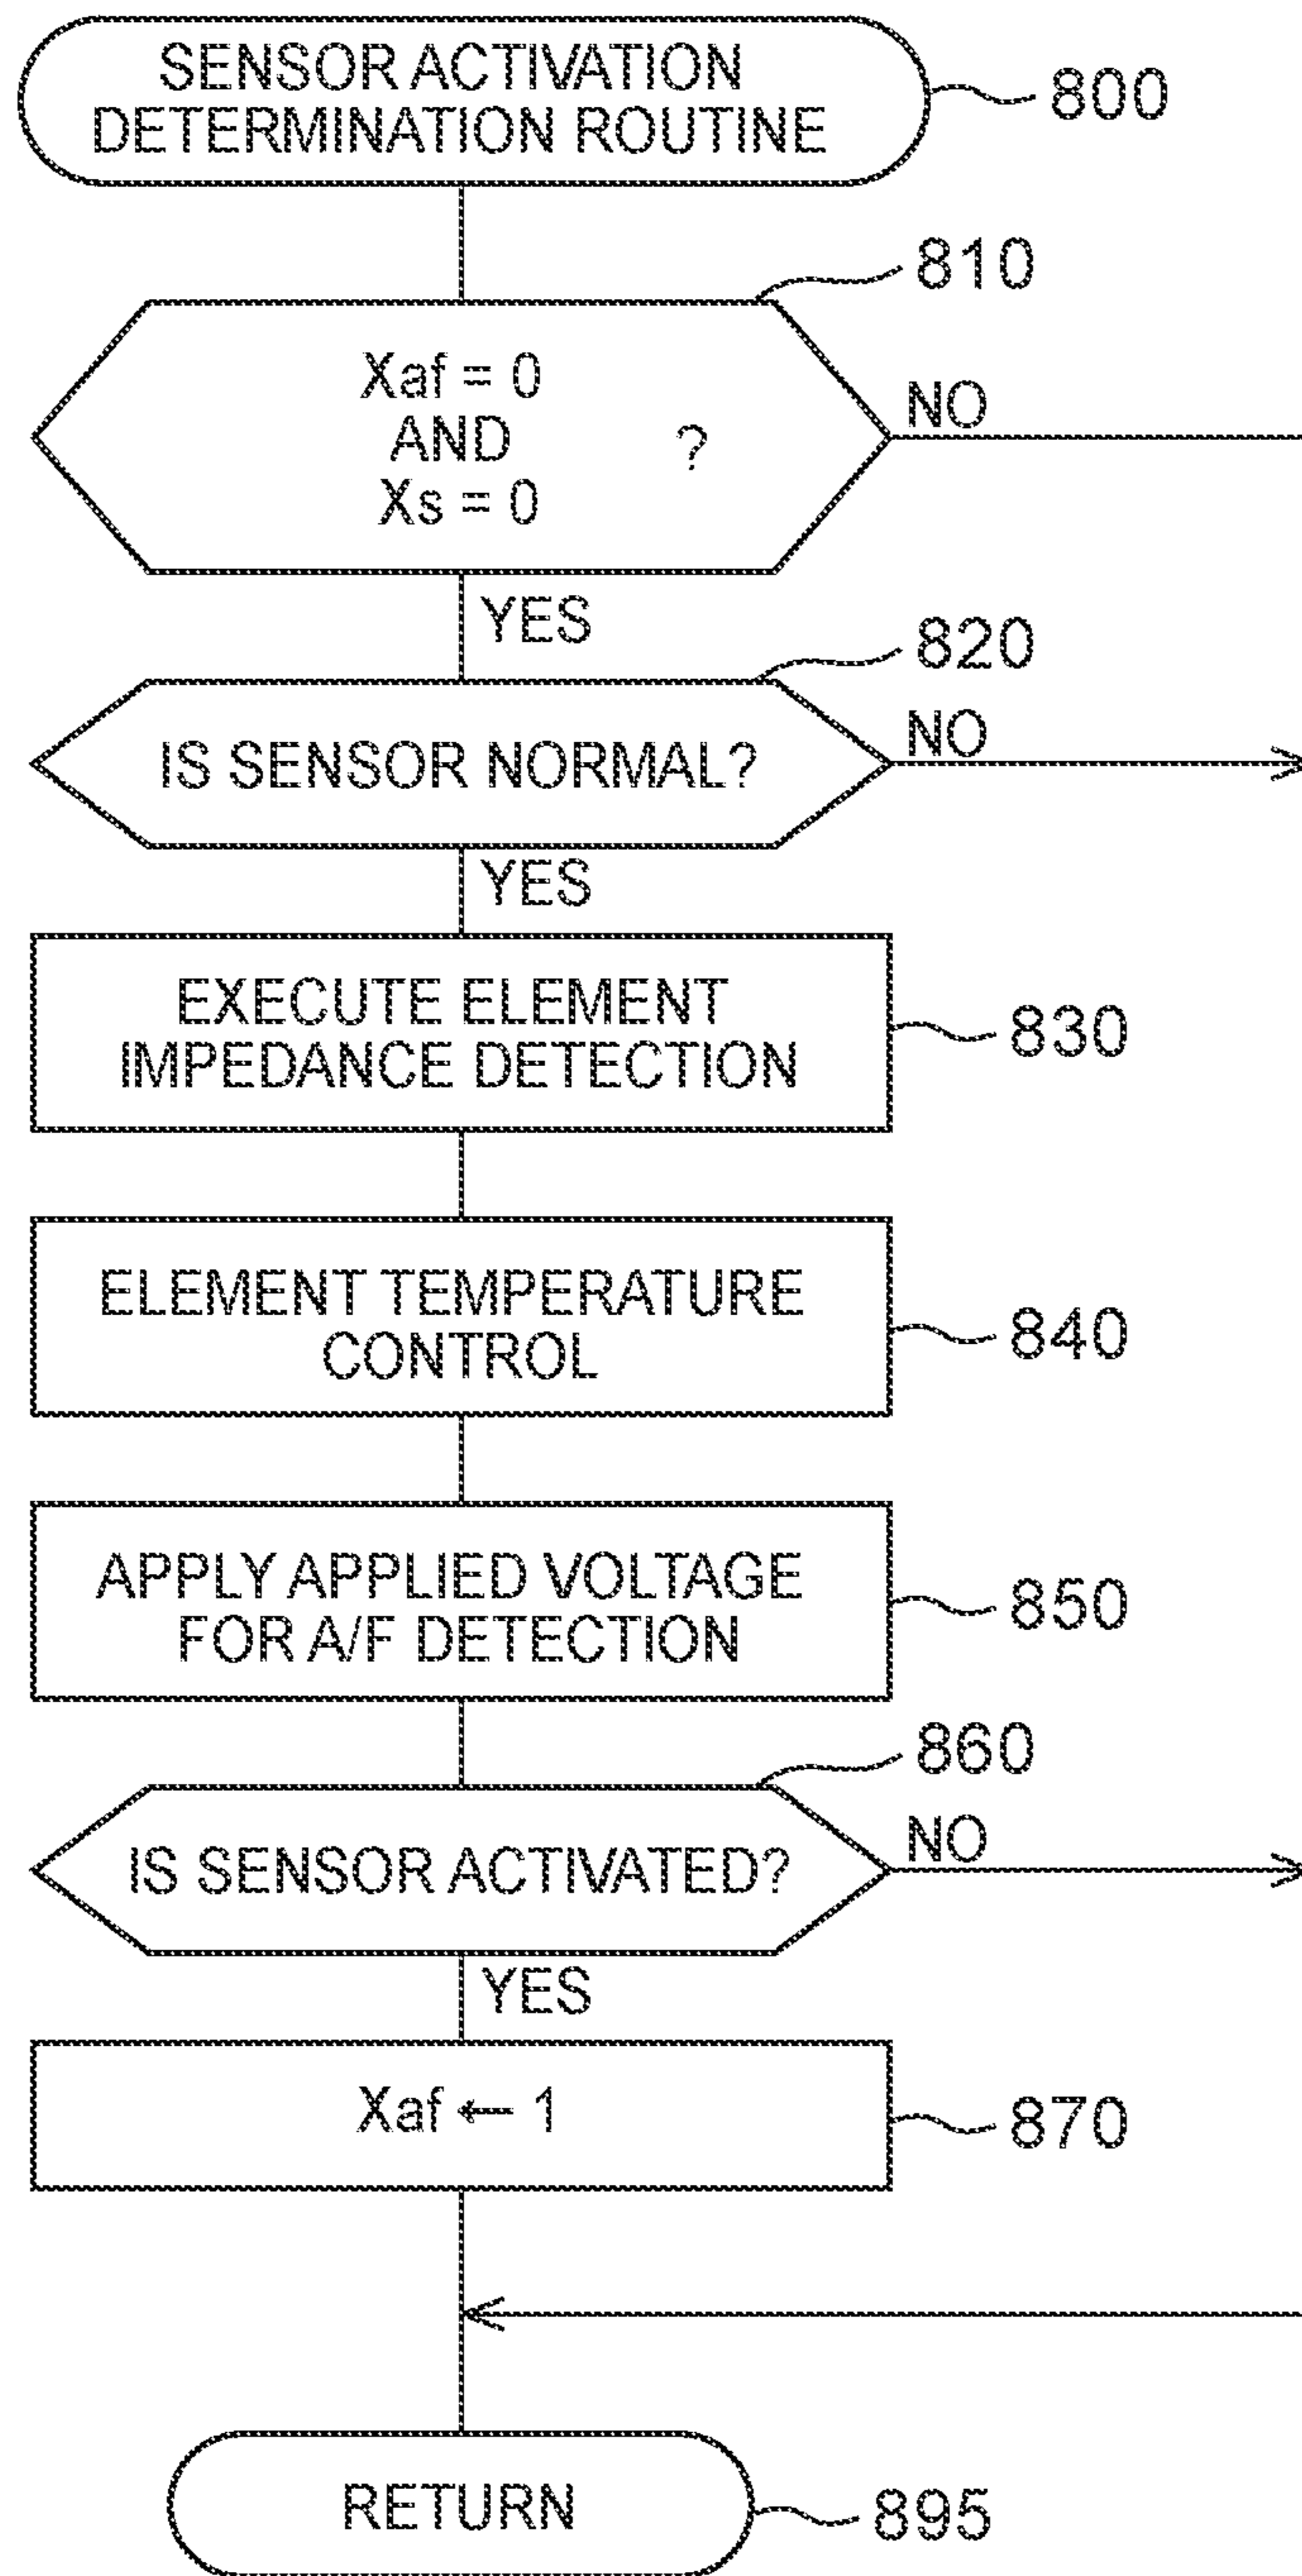 SENSOR ACTIVATION
DETERMINATION ROUTINE
800
810
Xaf = 0
AND
?
Xs = 0
NO
YES
820
IS SENSOR NORMAL?
NO
YES
EXECUTE ELEMENT
IMPEDANCE DETECTION
830
ELEMENT TEMPERATURE
CONTROL
840
APPLY APPLIED VOLTAGE
FOR A/F DETECTION
850
860
IS SENSOR ACTIVATED?
NO
YES
Xaf ← 1
870
RETURN
895